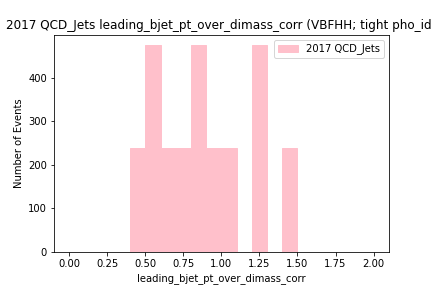 2017 QCD_Jets leading_bjet_pt_over_dimass_corr (VBFHH; tight pho_id
2017 QCD_Jets
Number of Events
400
300
200
100
0
0.00 0.25 0.50 0.75 1.00 1.25 1.50 1.75 2.00
leading_bjet_pt_over_dimass_corr